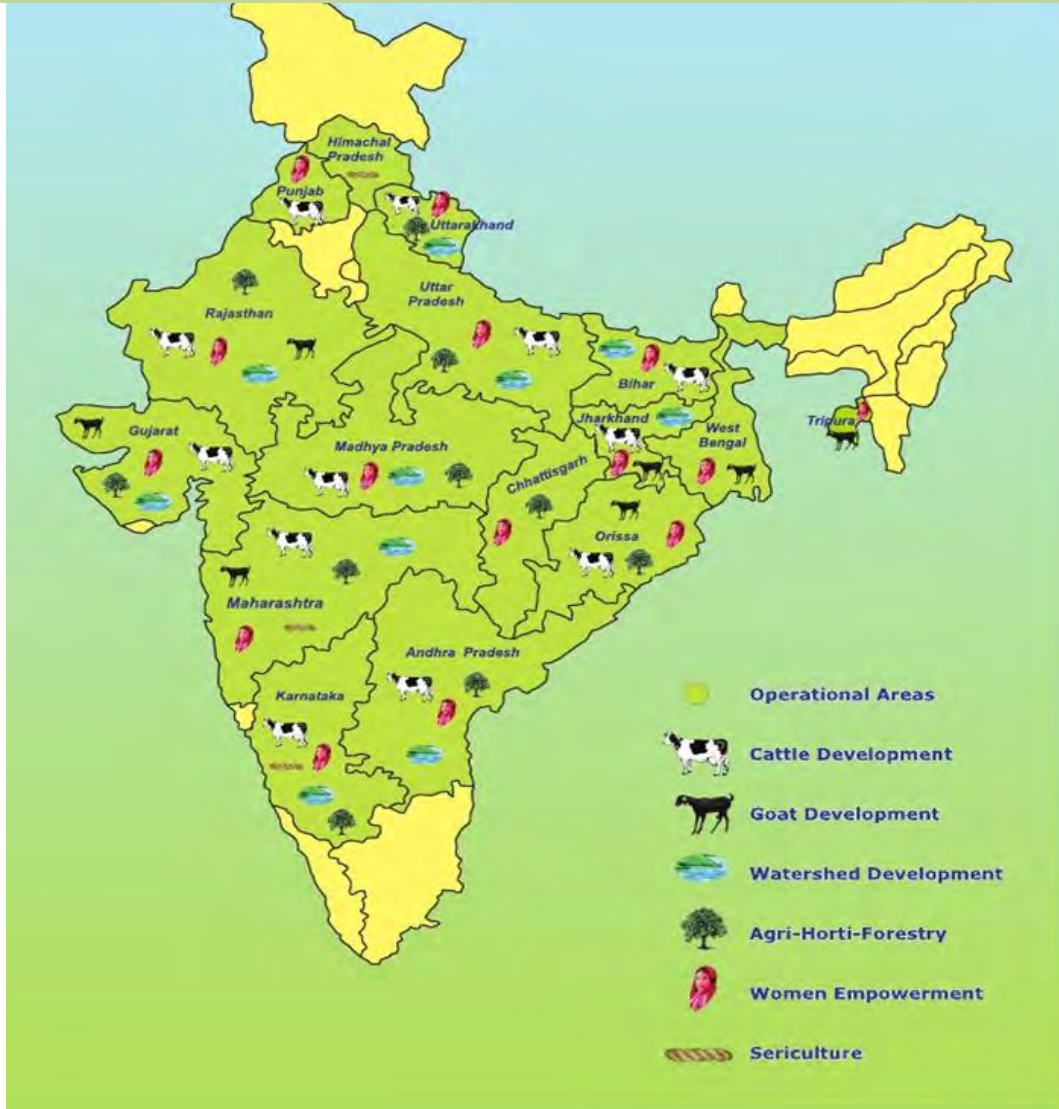 Himachal
Pradesh
Punjab
Uttarakhand
Uttar
Pradesh
Rajasthan
Bihar
Jharkhand
West
Bengal
Tripura
Gujarat
Madhya Pradesh
Chhattisgarh
Orissa
Maharashtra
Andhra Pradesh
Karnataka
Operational Areas
Cattle Development
Goat Development
Watershed Development
Agri-Horti-Forestry
Women Empowerment
Sericulture